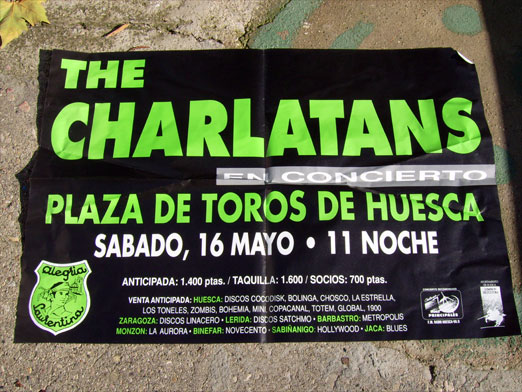 THE
CHARLATANS
EN CONCIERTO
PLAZA DE TOROS DE HUESCA
SABADO, 16 MAYO • 11 NOCHE
ANTICIPADA: 1.400 ptas. / TAQUILLA: 1.600 / SOCIOS: 700 ptas.
VENTA ANTICIPADA: HUESCA: DISCOS COCODISK, BOLINGA, CHOSCO, LA ESTRELLA,
LOS TONELES, ZOMBIS, BOHEMIA, MINI, COPACANAL, TOTEM, GLOBAL, 1900
ZARAGOZA: DISCOS LINACERO • LERIDA: DISCOS SATCHMO • BARBASTRO: METROPOLIS
MONZON: LA AURORA • BINEFAR: NOVECENTO • SABIÑANIGO: HOLLYWOOD • JACA: BLUES
Alegria
Laurentina
PRINCIPALES